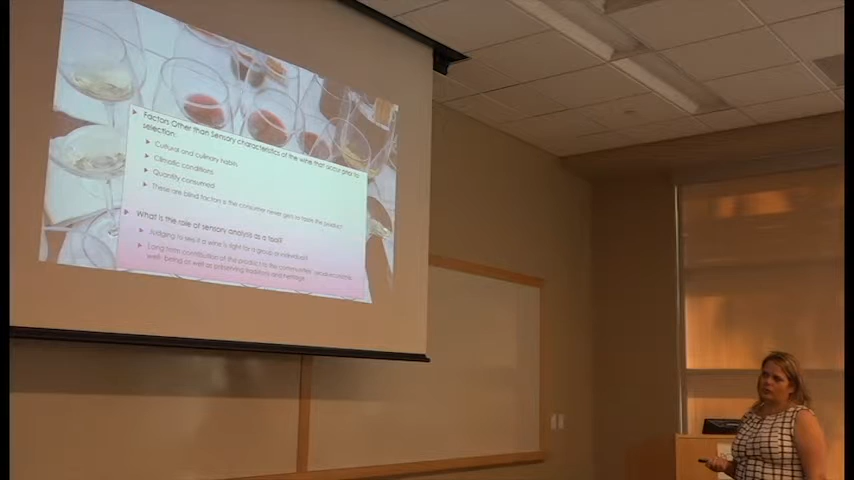 Factors Other than Sensory characteristics of the wine that occur prior to
selection:
Cultural and culinary habits
Climatic conditions
Quantity consumed
These are blind factors is the consumer never gets to taste the product
What is the role of sensory analysis as a tool?
Judging to see if a wine is right for a group or individual?
Long term contribution of the product to the communities' socioeconomic
well- being as well as preserving traditions and heritage